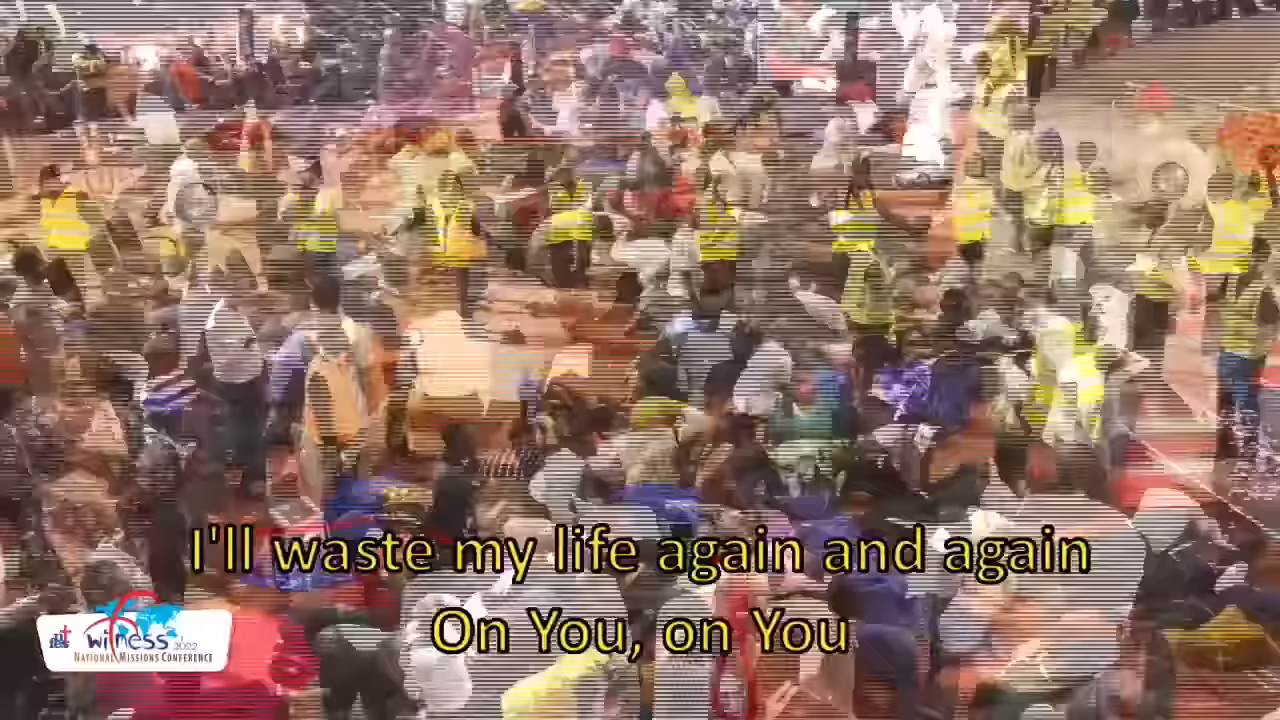 I'll waste my life again and again
On You, on You
witness 2022
NATIONAL MISSIONS CONFERENCE